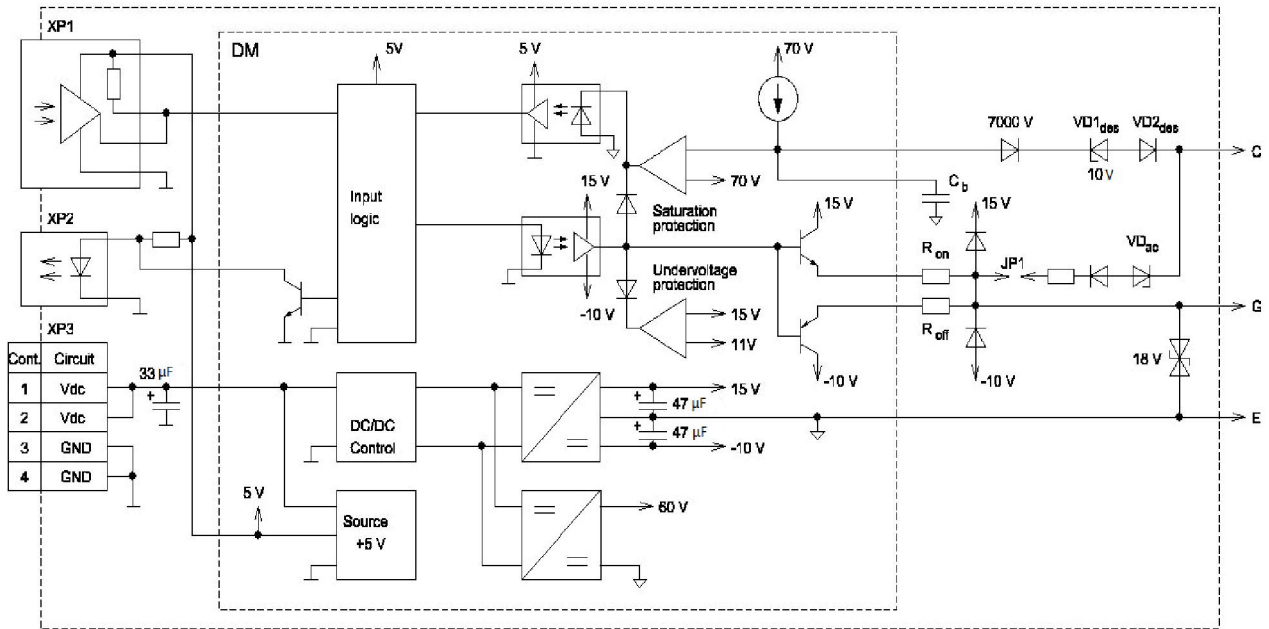 XP1
DM
5V
5 V
70 V
7000 V
VD1des
VD2des
10 V
C
Input
logic
15 V
70 V
Cb
XP2
Saturation
protection
15 V
15 V
Ron
JP1
VDac
Undervoltage
protection
-10 V
15 V
11V
Roff
G
18 V
XP3
Cont.
Circuit
1
Vdc
2
Vdc
3
GND
4
GND
33 µF
+
DC/DC
Control
+
47 µF
+
47 µF
15 V
-10 V
-10 V
-10 V
E
5 V
Source
+5 V
60 V